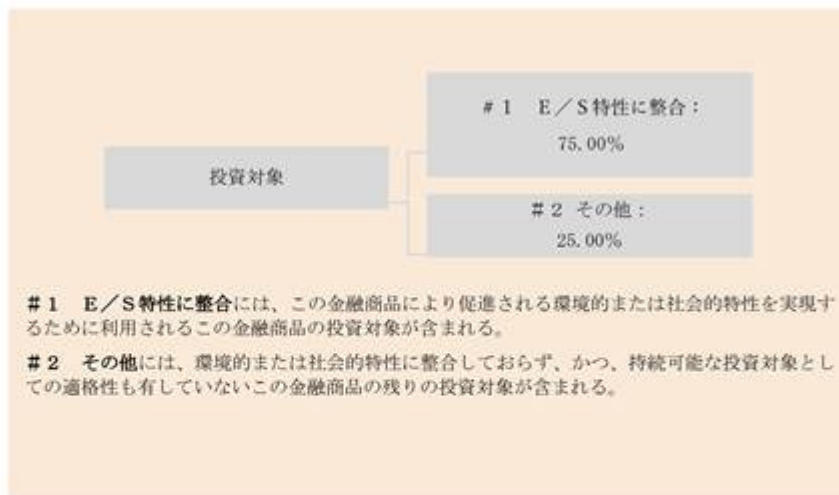 ＃１　Ｅ／Ｓ特性に整合：
75.00%
投資対象
＃２ その他：
25.00%
＃１　Ｅ／Ｓ特性に整合には、この金融商品により促進される環境的または社会的特性を実現す
るために利用されるこの金融商品の投資対象が含まれる。
＃２　その他には、環境的または社会的特性に整合しておらず、かつ、持続可能な投資対象とし
ての適格性も有していないこの金融商品の残りの投資対象が含まれる。